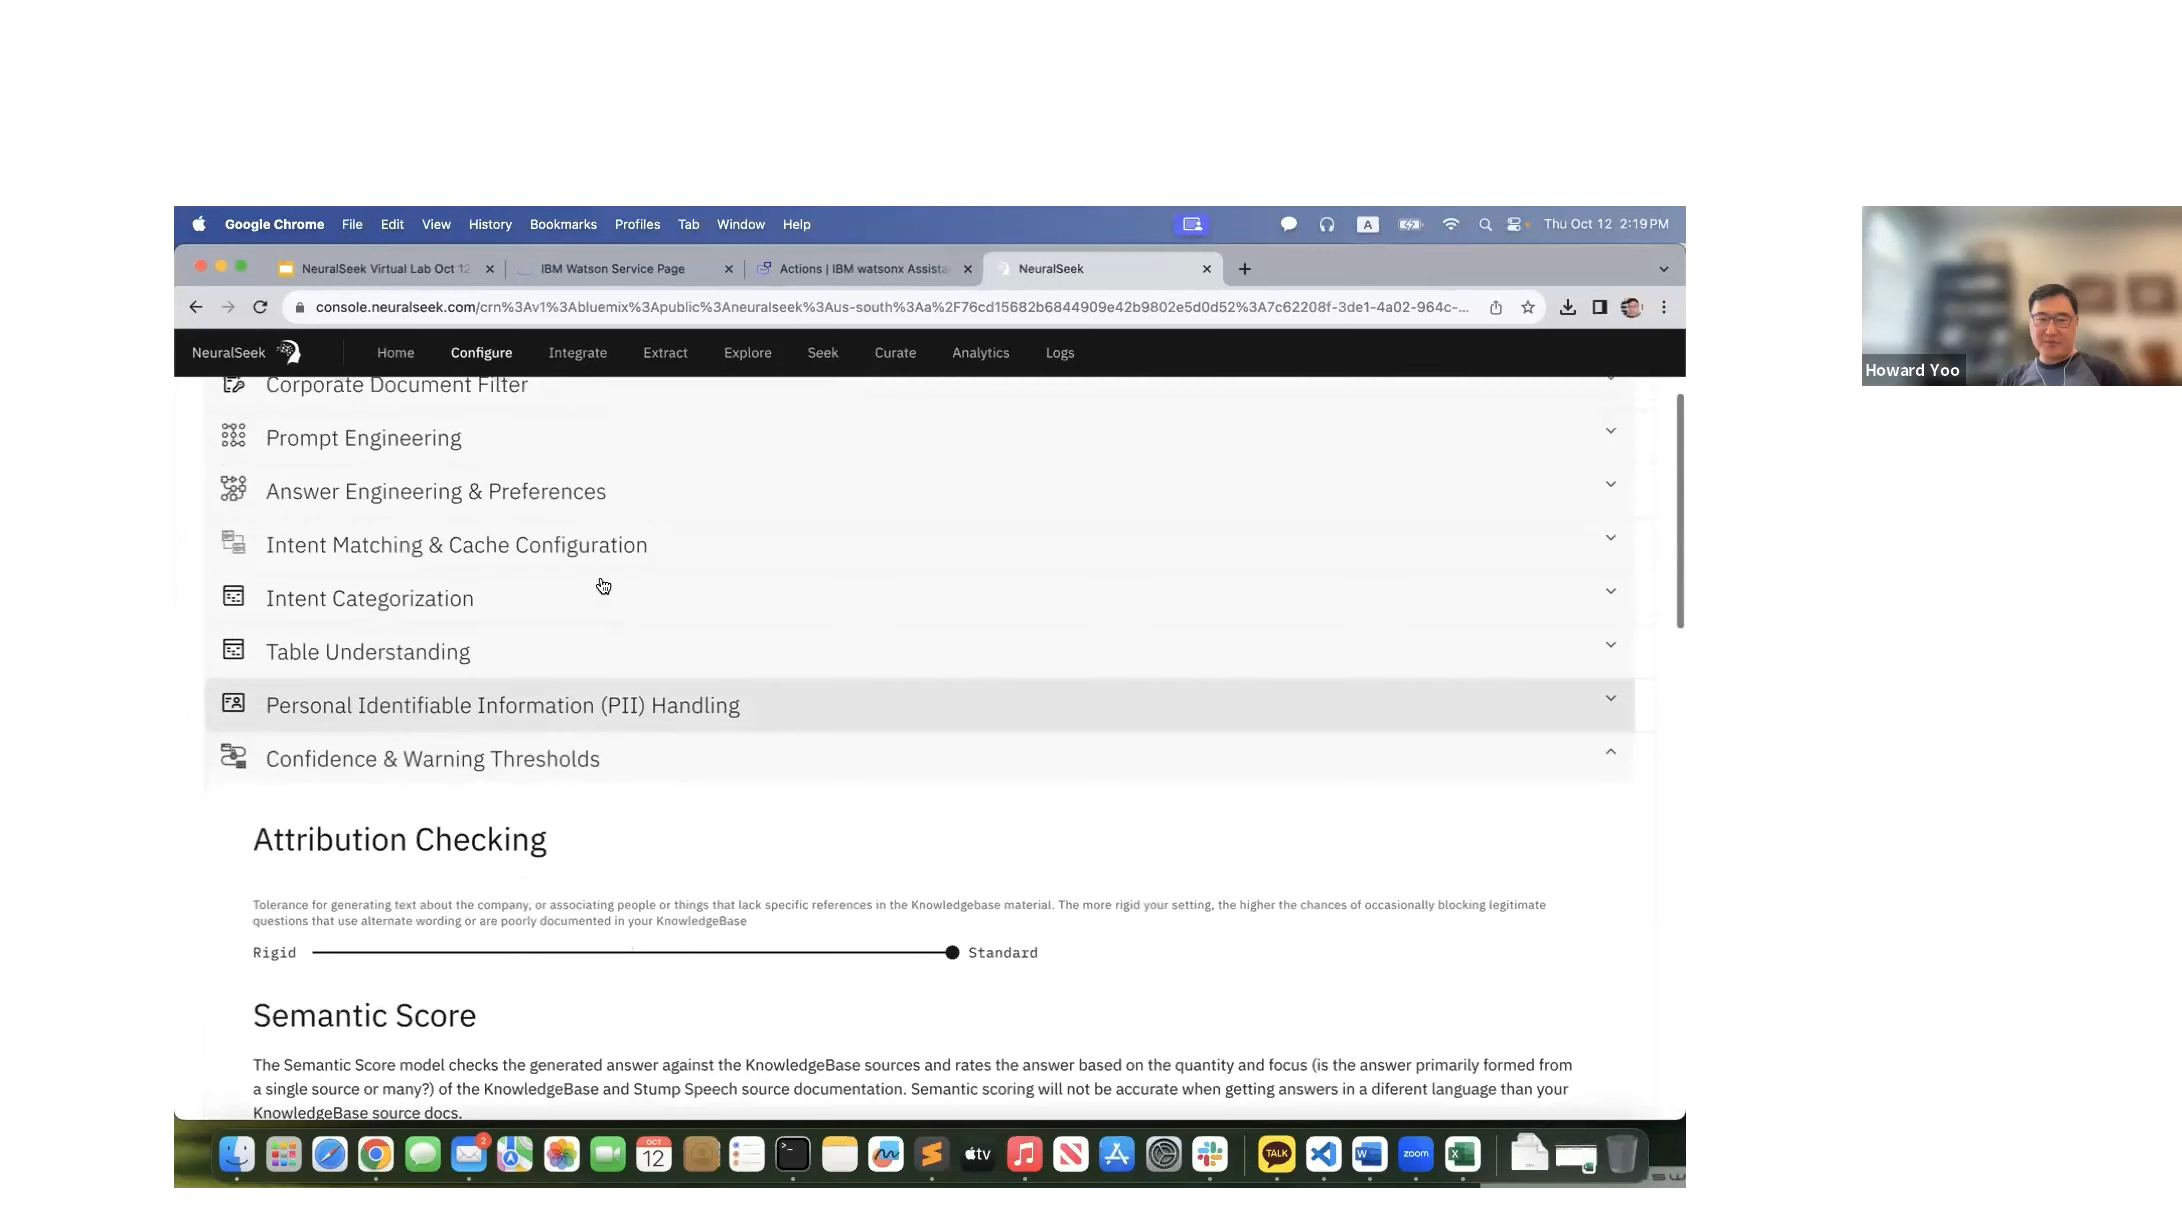 Google Chrome File Edit View History Bookmarks Profiles Tab Window Help A Thu Oct 12 2:19 PM
NeuralSeek Virtual Lab Oct 12 IBM Watson Service Page Actions | IBM watsonx Assista NeuralSeek
console.neuralseek.com/crn%3Av1%3Abluemix%3Apublic%3Aneuralseek%3Aus-south%3Aa%2F76cd15682b6844909e42b9802e5d0d52%3A7c62208f-3de1-4a02-964c-...
NeuralSeek Home Configure Integrate Extract Explore Seek Curate Analytics Logs
Howard Yoo
Corporate Document Filter
Prompt Engineering
Answer Engineering & Preferences
Intent Matching & Cache Configuration
Intent Categorization
Table Understanding
Personal Identifiable Information (PII) Handling
Confidence & Warning Thresholds
Attribution Checking
Tolerance for generating text about the company, or associating people or things that lack specific references in the Knowledgebase material. The more rigid your setting, the higher the chances of occasionally blocking legitimate
questions that use alternate wording or are poorly documented in your KnowledgeBase
Rigid Standard
Semantic Score
The Semantic Score model checks the generated answer against the KnowledgeBase sources and rates the answer based on the quantity and focus (is the answer primarily formed from
a single source or many?) of the KnowledgeBase and Stump Speech source documentation. Semantic scoring will not be accurate when getting answers in a diferent language than your
KnowledgeBase source docs.
2 OCT 12 tv TALK W zoom X